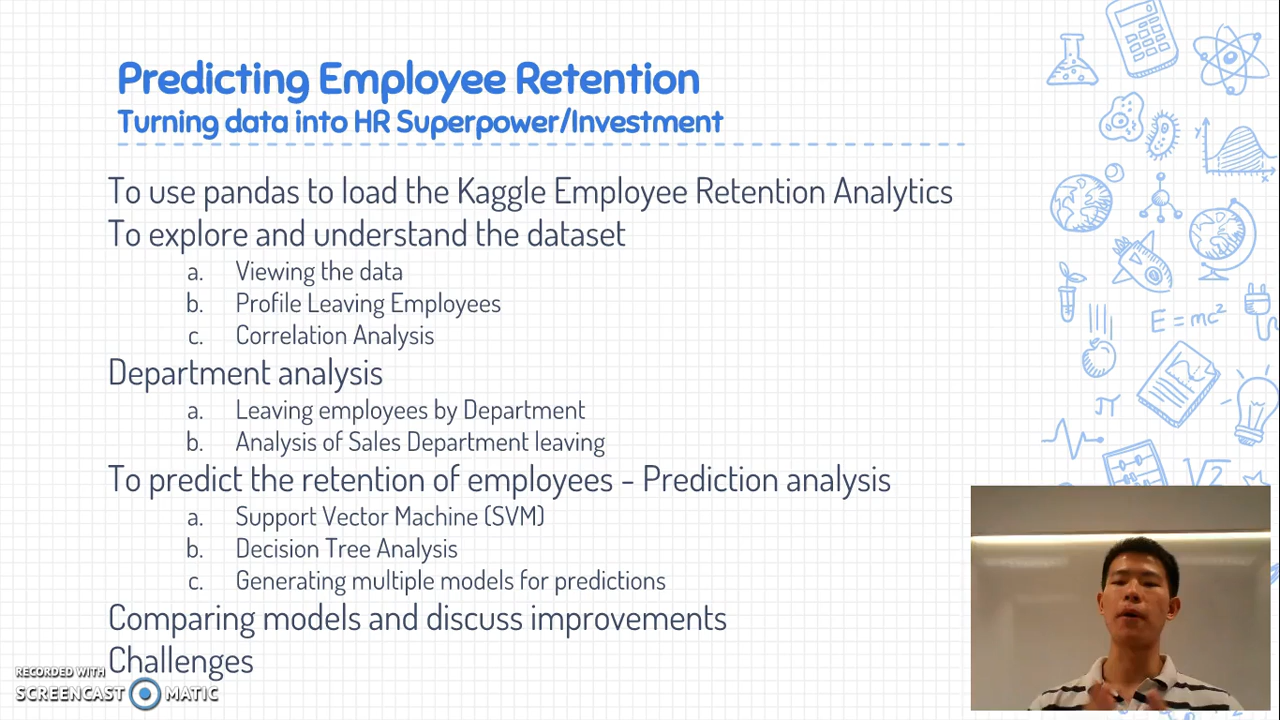 Predicting Employee Retention
Turning data into HR Superpower/Investment
To use pandas to load the Kaggle Employee Retention Analytics
To explore and understand the dataset
a. Viewing the data
b. Profile Leaving Employees
c. Correlation Analysis
Department analysis
a. Leaving employees by Department
b. Analysis of Sales Department leaving
To predict the retention of employees - Prediction analysis
a. Support Vector Machine (SVM)
b. Decision Tree Analysis
c. Generating multiple models for predictions
Comparing models and discuss improvements
Challenges
RECORDED WITH
SCREENCAST MATIC
y
x
E = mc²
π
√2